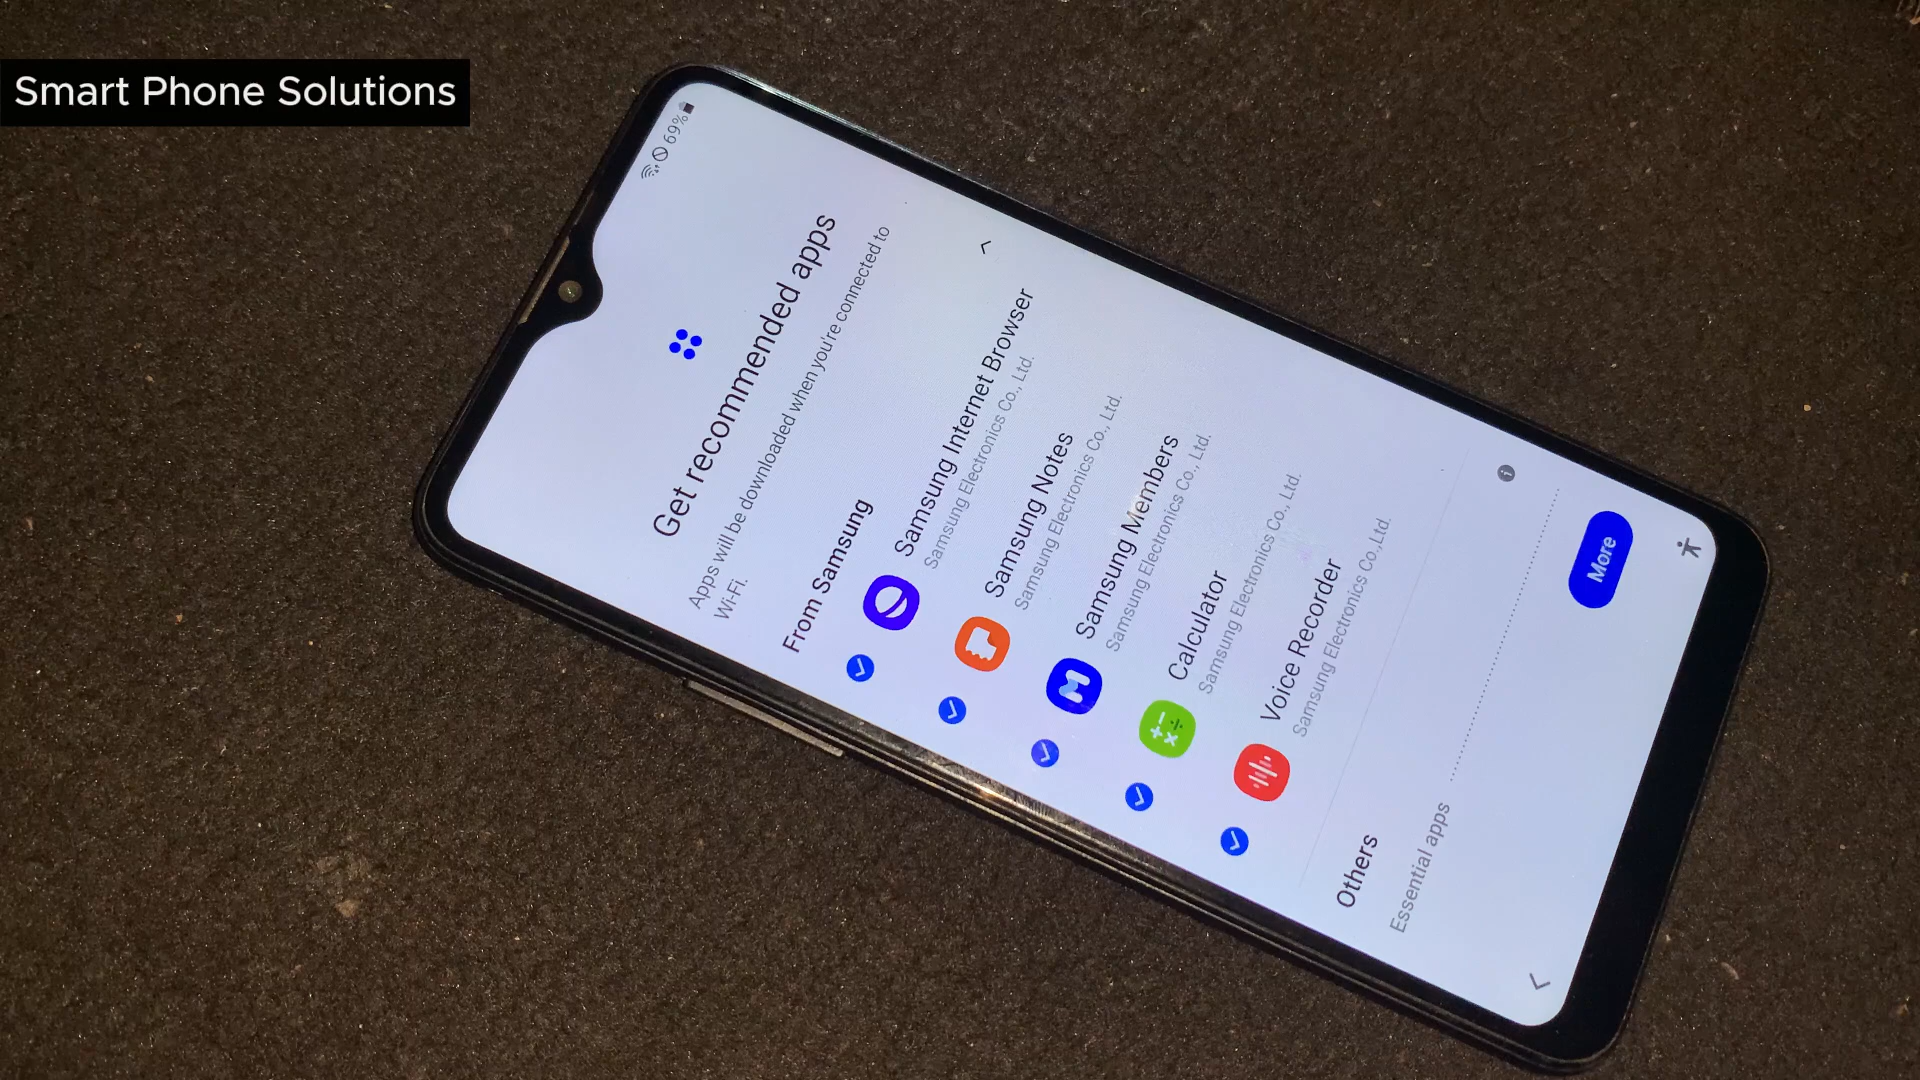 Smart Phone Solutions
69%
Get recommended apps
Apps will be downloaded when you're connected to
Wi-Fi.
From Samsung
Samsung Internet Browser
Samsung Electronics Co., Ltd.
Samsung Notes
Samsung Electronics Co., Ltd.
Samsung Members
Samsung Electronics Co., Ltd.
Calculator
Samsung Electronics Co., Ltd.
Voice Recorder
Samsung Electronics Co.,Ltd.
Others
Essential apps
More